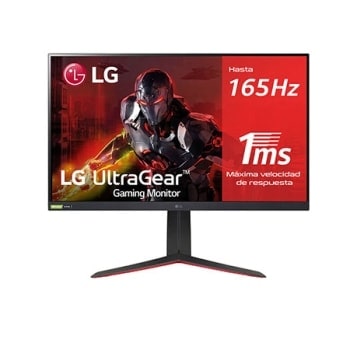 LG
LG UltraGear™
Gaming Monitor
Hasta
165Hz
1ms
Máxima velocidad
de respuesta